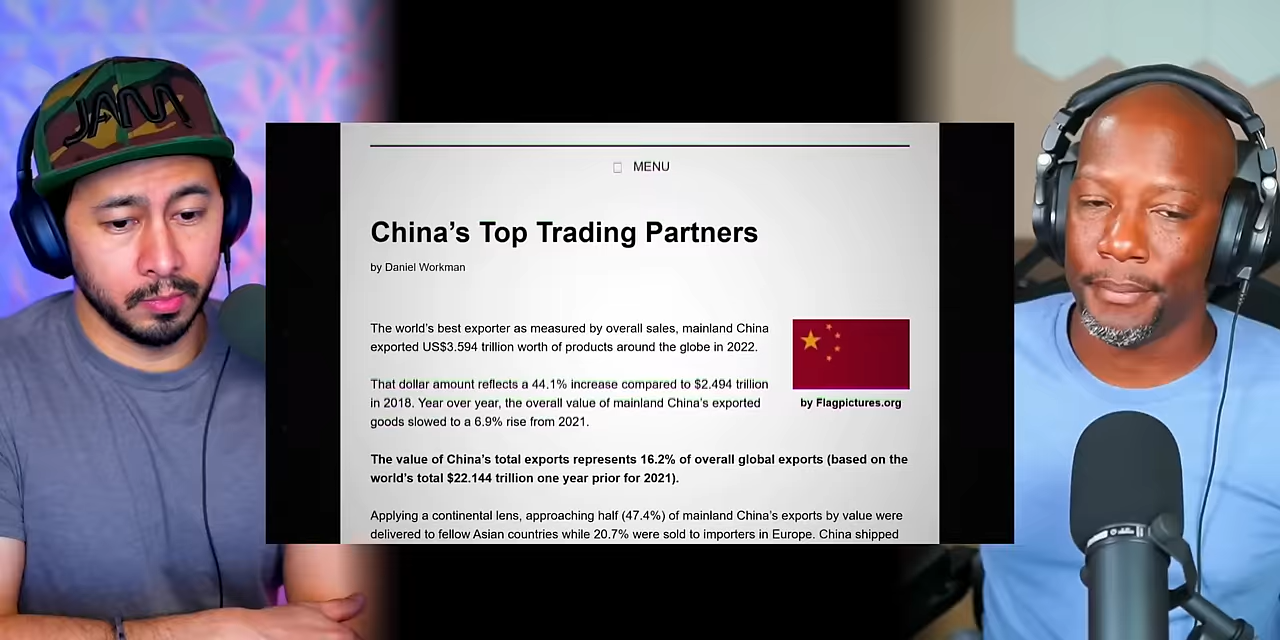 JAM
MENU
China’s Top Trading Partners
by Daniel Workman
The world’s best exporter as measured by overall sales, mainland China
exported US$3.594 trillion worth of products around the globe in 2022.
by Flagpictures.org
That dollar amount reflects a 44.1% increase compared to $2.494 trillion
in 2018. Year over year, the overall value of mainland China’s exported
goods slowed to a 6.9% rise from 2021.
The value of China’s total exports represents 16.2% of overall global exports (based on the
world’s total $22.144 trillion one year prior for 2021).
Applying a continental lens, approaching half (47.4%) of mainland China’s exports by value were
delivered to fellow Asian countries while 20.7% were sold to importers in Europe. China shipped